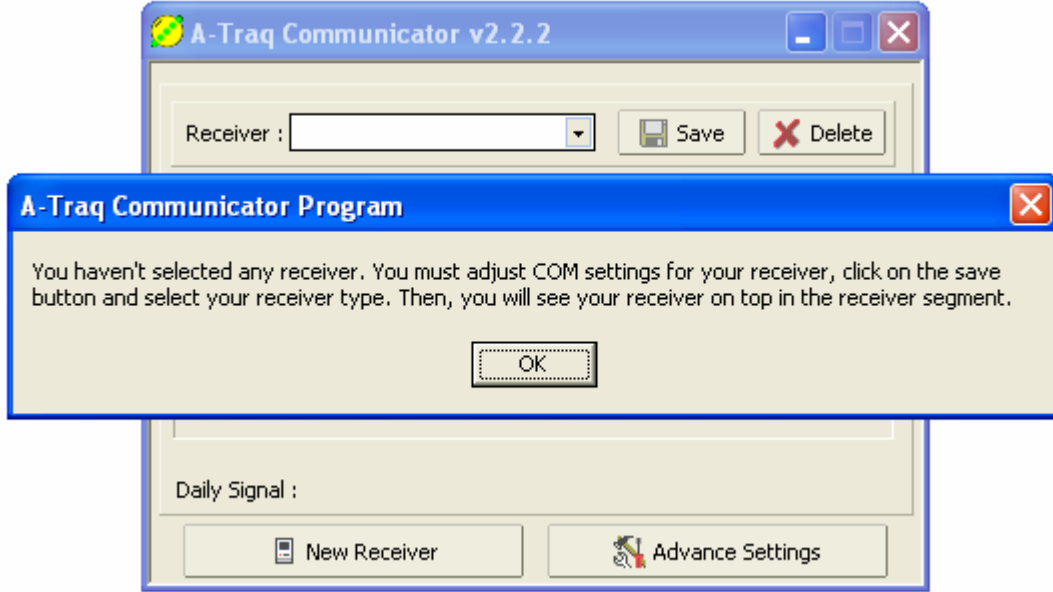 A-Traq Communicator v2.2.2
Receiver :
Save
Delete
A-Traq Communicator Program
You haven't selected any receiver. You must adjust COM settings for your receiver, click on the save
button and select your receiver type. Then, you will see your receiver on top in the receiver segment.
OK
Daily Signal :
New Receiver
Advance Settings